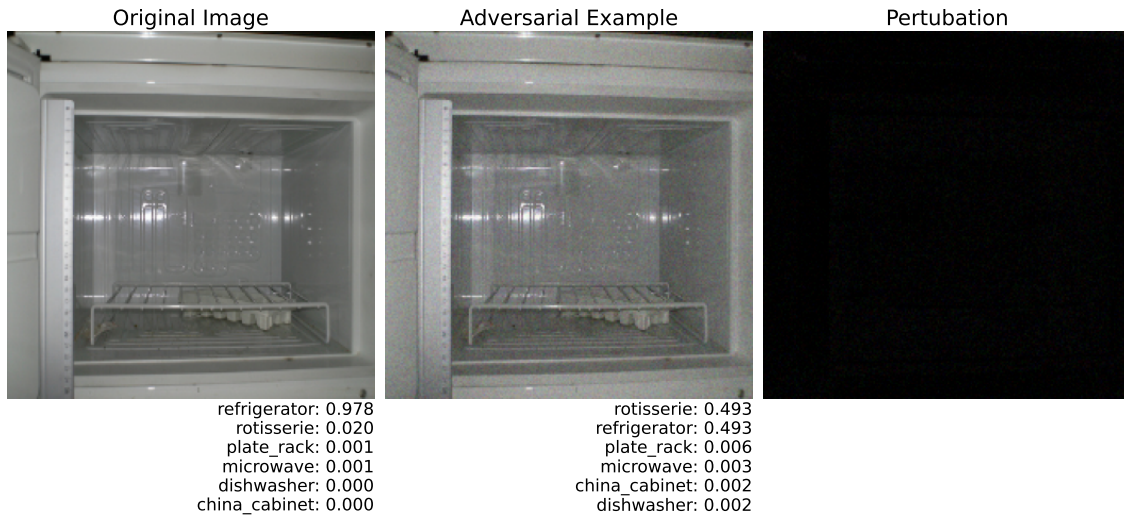 Original Image
Adversarial Example
Pertubation
refrigerator: 0.978
rotisserie: 0.020
plate_rack: 0.001
microwave: 0.001
dishwasher: 0.000
china_cabinet: 0.000
rotisserie: 0.493
refrigerator: 0.493
plate_rack: 0.006
microwave: 0.003
china_cabinet: 0.002
dishwasher: 0.002